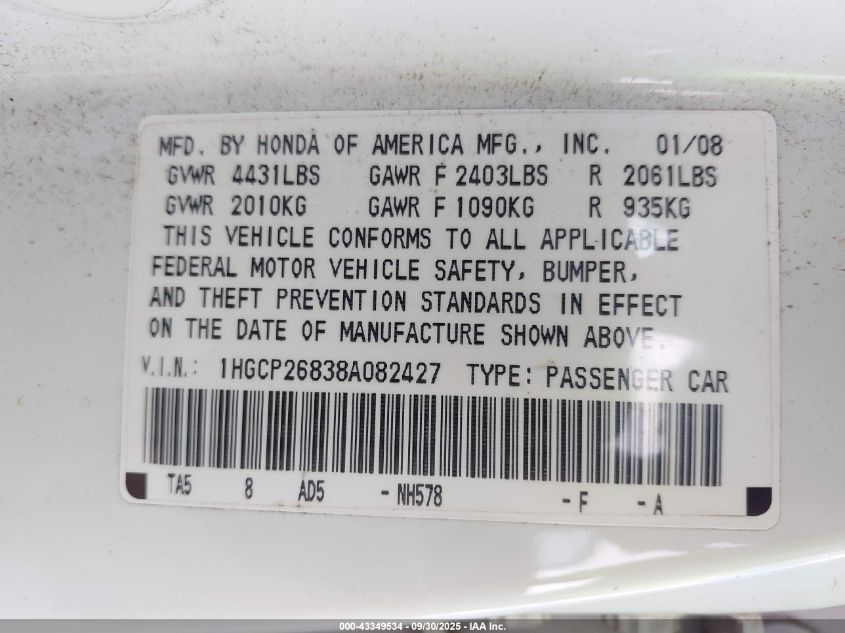 MFD. BY HONDA OF AMERICA MFG., INC. 01/08
GVWR 4431LBS GAWR F 2403LBS R 2061LBS
GVWR 2010KG GAWR F 1090KG R 935KG
THIS VEHICLE CONFORMS TO ALL APPLICABLE
FEDERAL MOTOR VEHICLE SAFETY, BUMPER,
AND THEFT PREVENTION STANDARDS IN EFFECT
ON THE DATE OF MANUFACTURE SHOWN ABOVE.
V.I.N.: 1HGCP26838A082427 TYPE: PASSENGER CAR
TA5 8 AD5 - NH578 - F - A
000-43349534 - 09/30/2025 - IAA Inc.